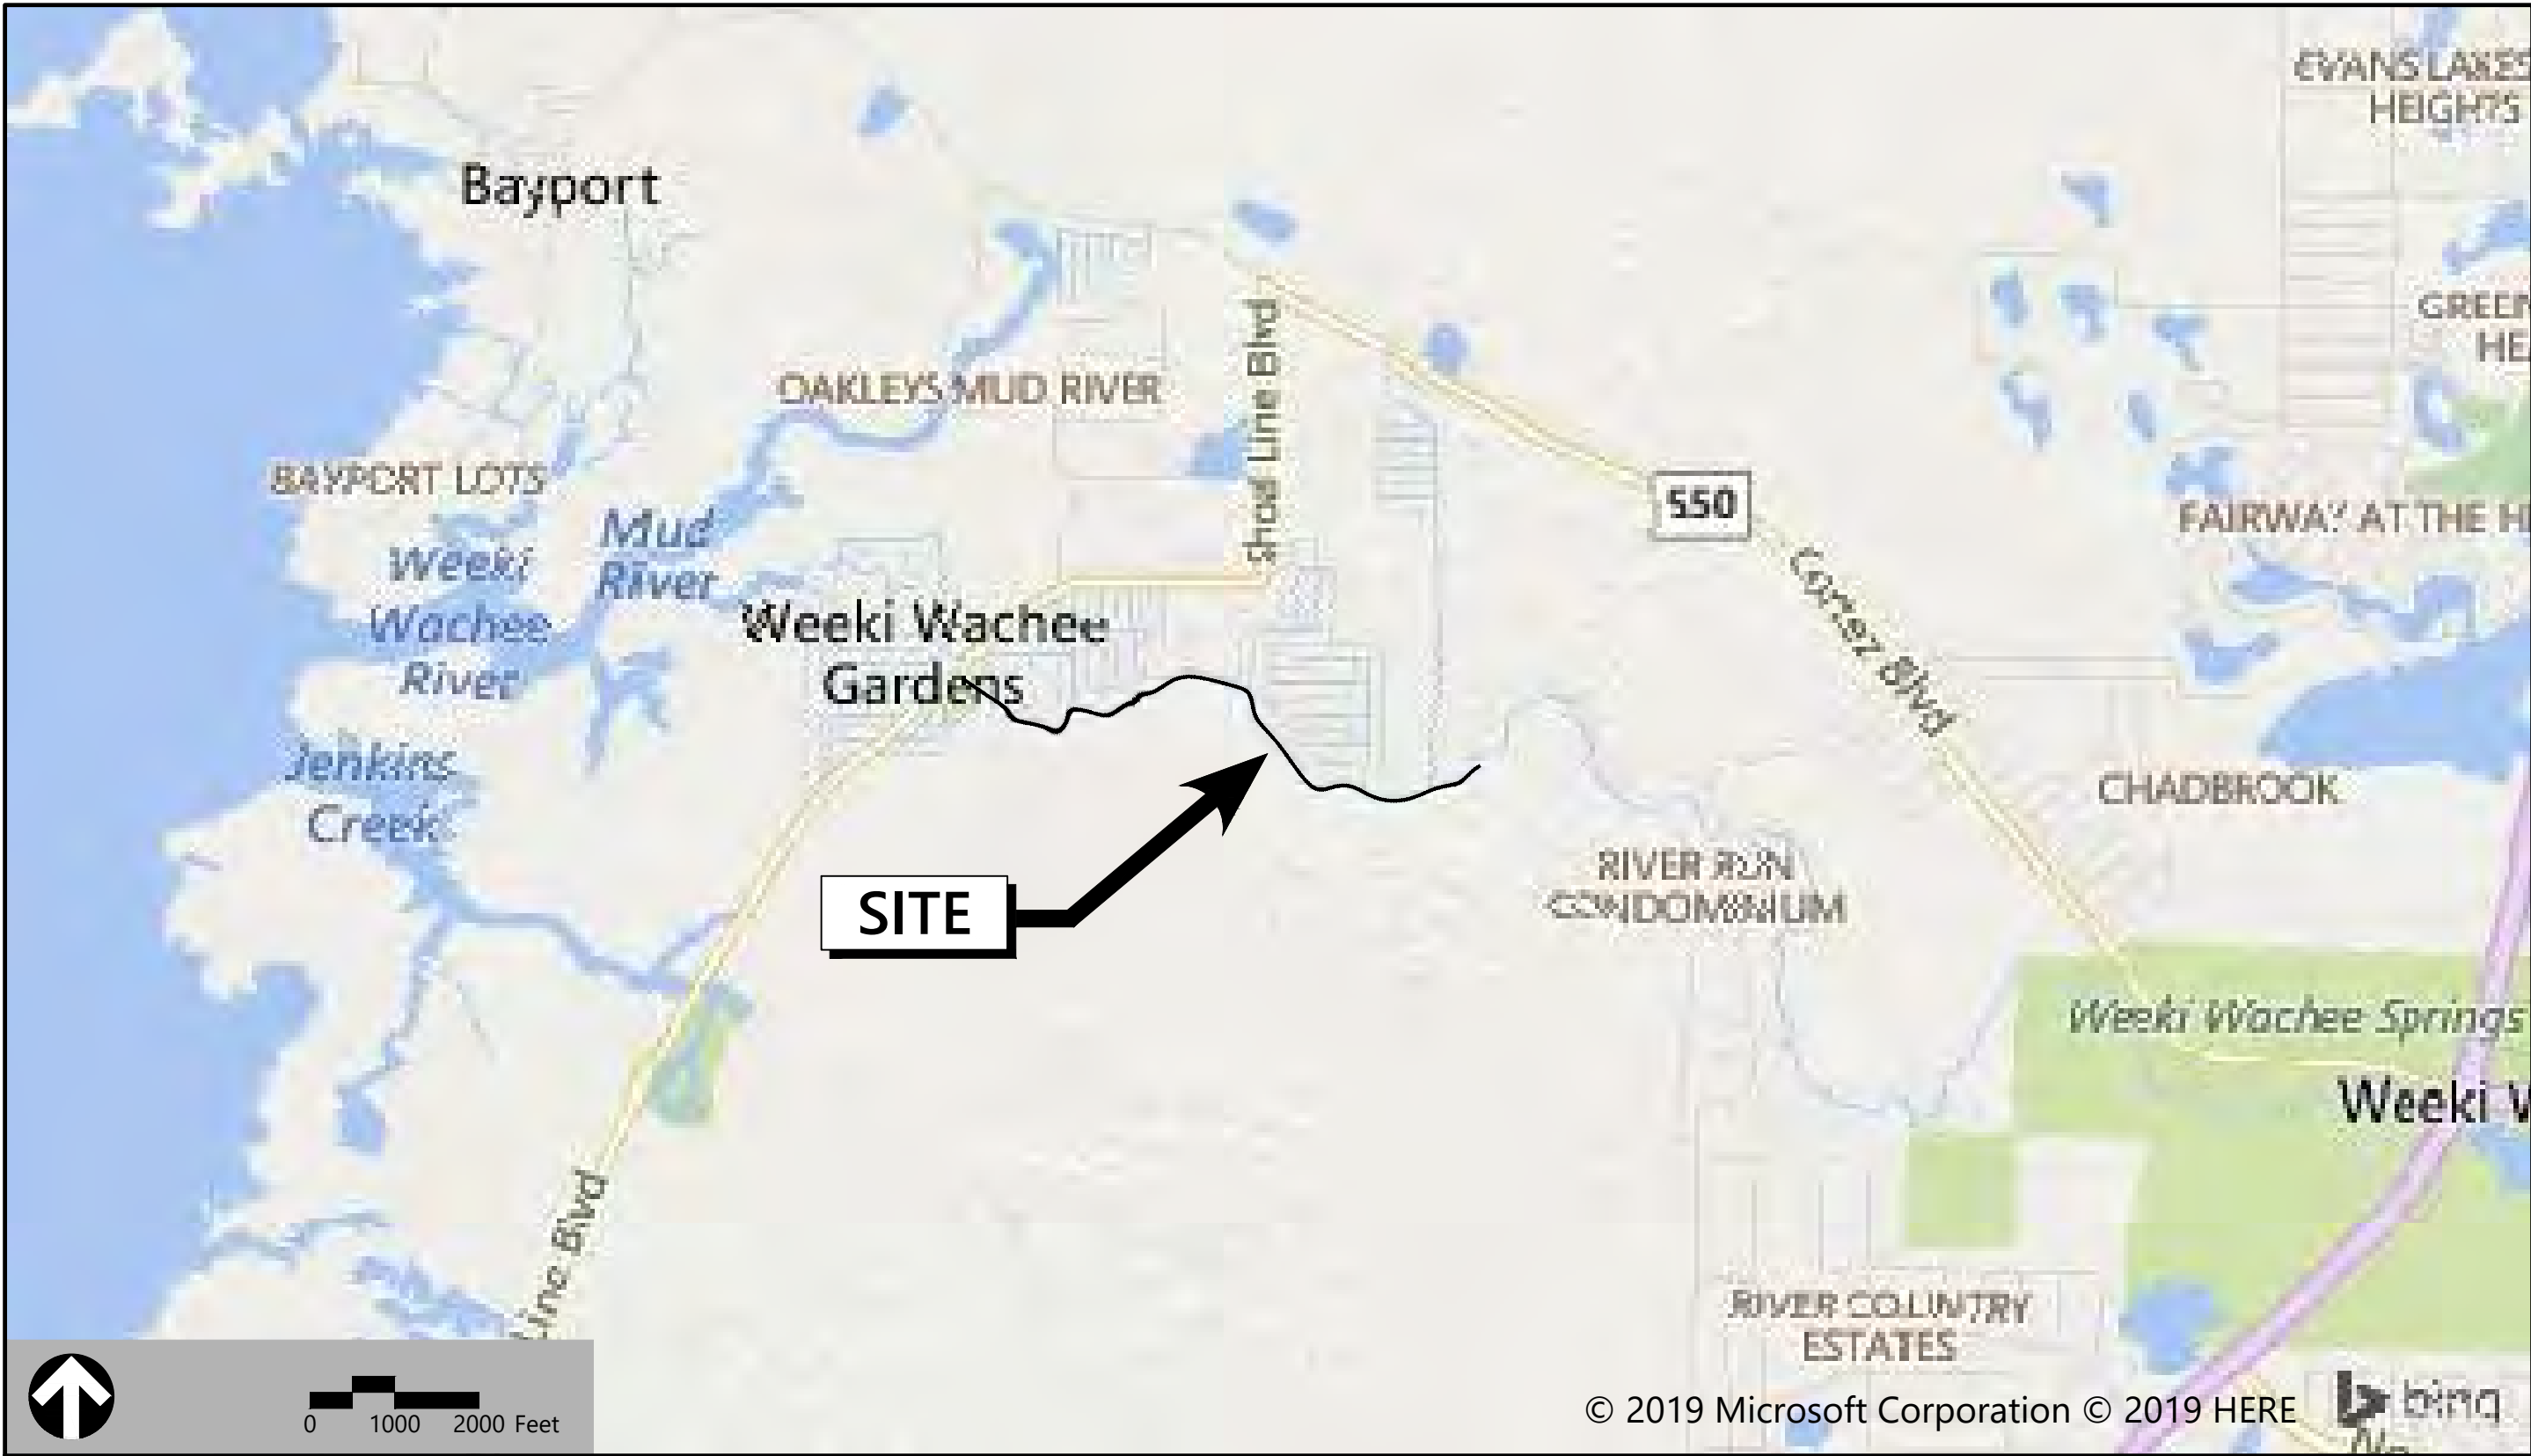 EVANS LAKES
HEIGHTS
Bayport
GREEN
HE
Shoal Line Blvd
OAKLEYS MUD RIVER
BAYPORT LOTS
550
FAIRWAY AT THE H
Mud
River
Weeki
Wachee
River
Cortez Blvd
Weeki Wachee
Gardens
Jenkins
Creek
CHADBROOK
RIVER RUN
CONDOMINIUM
SITE
Weeki Wachee Springs
Weeki W
Line Blvd
RIVER COUNTRY
ESTATES
0 1000 2000 Feet
© 2019 Microsoft Corporation © 2019 HERE
bing